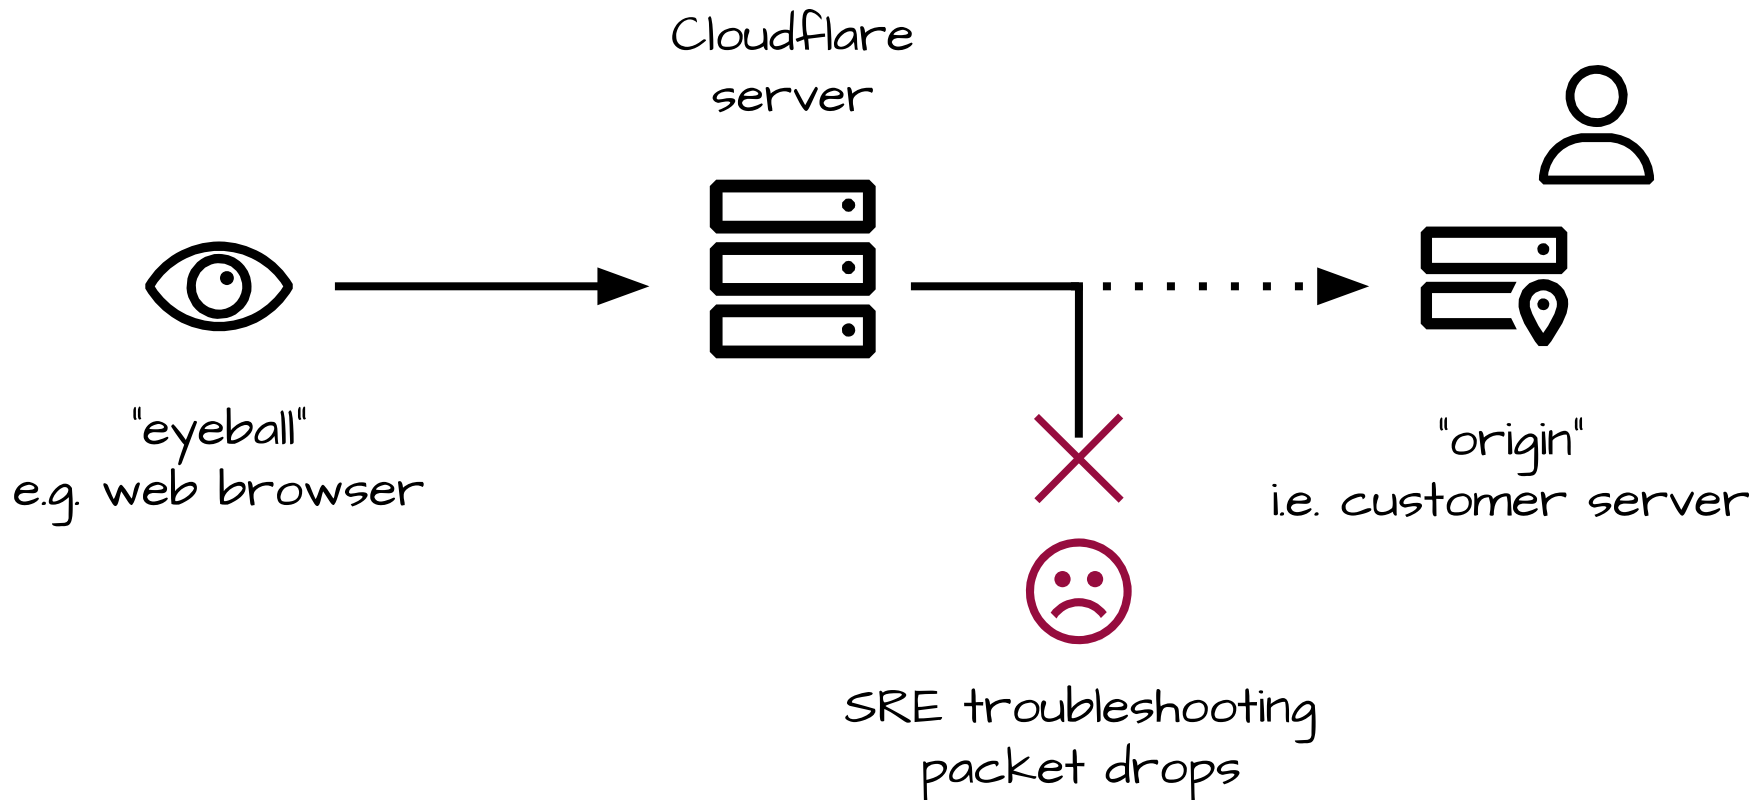 Cloudflare
server
"eyeball"
e.g. web browser
"origin"
i.e. customer server
SRE troubleshooting
packet drops